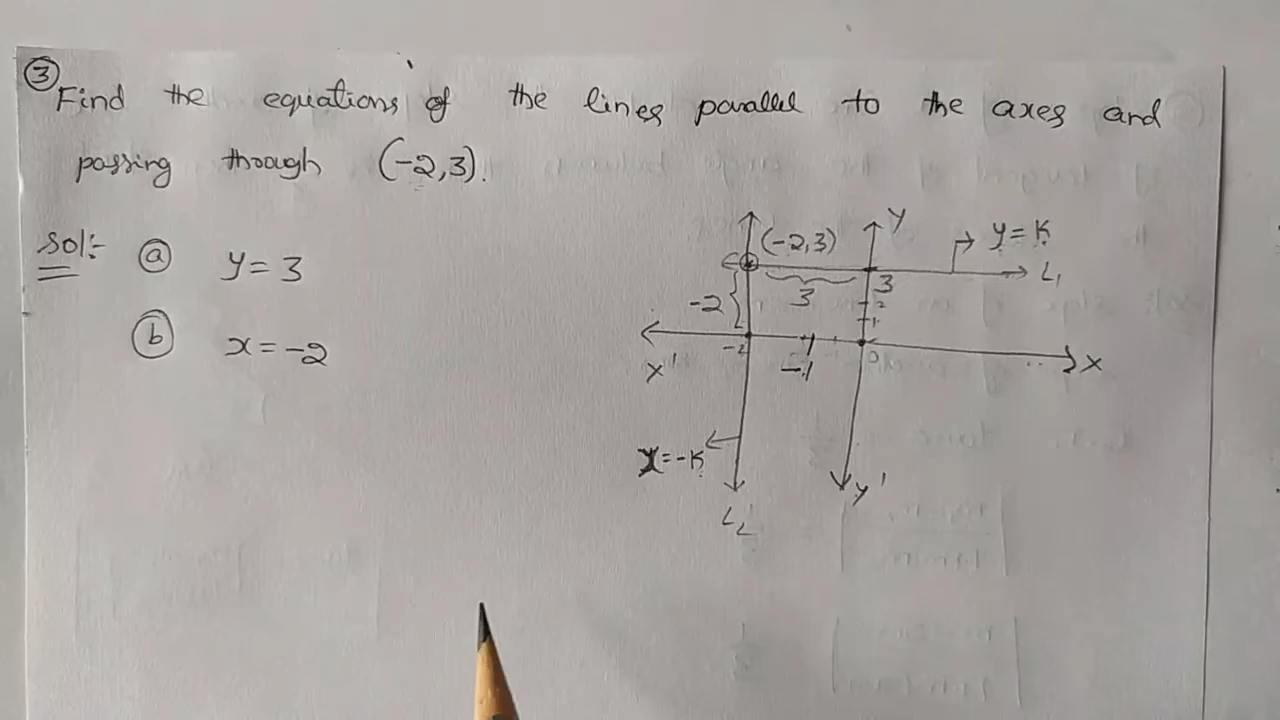 ③ Find the equations of the lines parallel to the axes and
passing through (-2,3).
Sol:-
ⓐ y = 3
ⓑ x = -2
(-2,3)
Y
y = K
L1
3
3
-2
2
1
-2
-1
0
X'
X
x = -K
Y'
L2